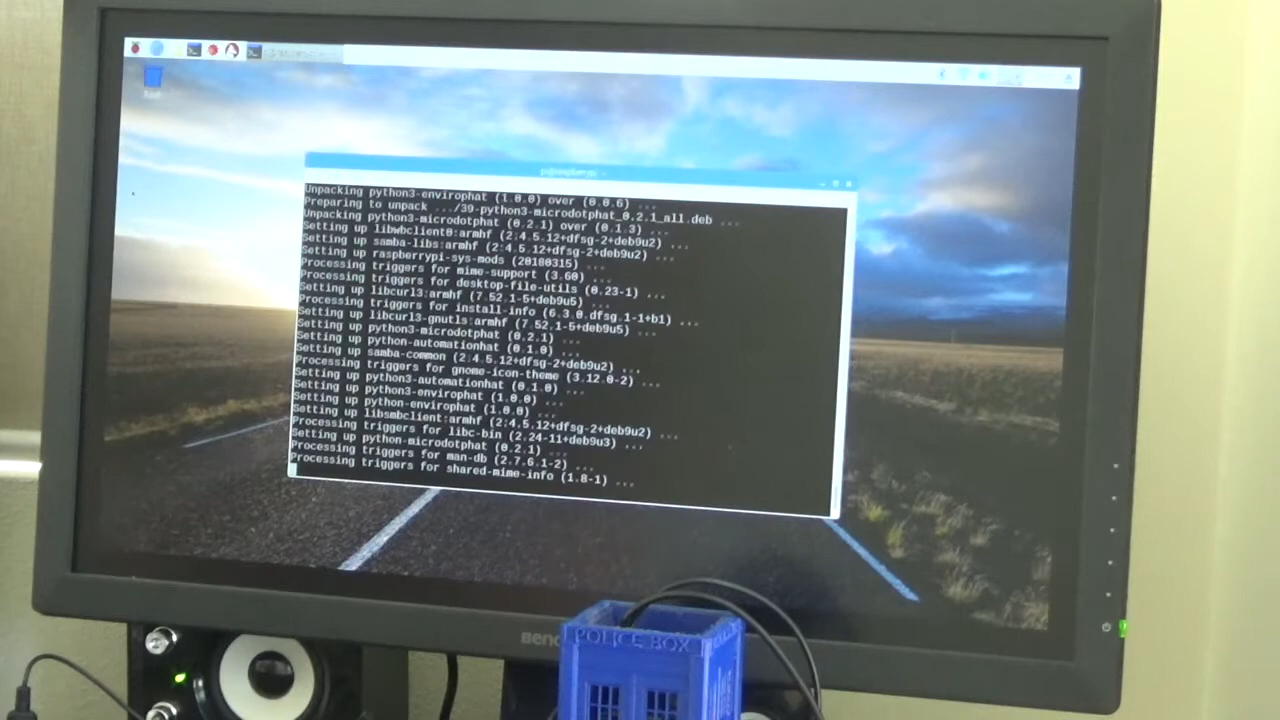 Unpacking python3-envirophat (1.0.0) over (0.0.6) ...
Preparing to unpack .../39-python3-microdotphat_0.2.1_all.deb ...
Unpacking python3-microdotphat (0.2.1) over (0.1.3) ...
Setting up libwbclient0:armhf (2:4.5.12+dfsg-2+deb9u2) ...
Setting up samba-libs:armhf (2:4.5.12+dfsg-2+deb9u2) ...
Setting up raspberrypi-sys-mods (20180315) ...
Processing triggers for mime-support (3.60) ...
Processing triggers for desktop-file-utils (0.23-1) ...
Setting up libcurl3:armhf (7.52.1-5+deb9u5) ...
Processing triggers for install-info (6.3.0.dfsg.1-1+b1) ...
Setting up libcurl3-gnutls:armhf (7.52.1-5+deb9u5) ...
Setting up python3-microdotphat (0.2.1) ...
Setting up python-automationhat (0.1.0) ...
Setting up samba-common (2:4.5.12+dfsg-2+deb9u2) ...
Processing triggers for gnome-icon-theme (3.12.0-2) ...
Setting up python3-automationhat (0.1.0) ...
Setting up python3-envirophat (1.0.0) ...
Setting up python-envirophat (1.0.0) ...
Setting up libsmbclient:armhf (2:4.5.12+dfsg-2+deb9u2) ...
Processing triggers for libc-bin (2.24-11+deb9u3) ...
Setting up python-microdotphat (0.2.1) ...
Processing triggers for man-db (2.7.6.1-2) ...
Processing triggers for shared-mime-info (1.8-1) ...
POLICE BOX